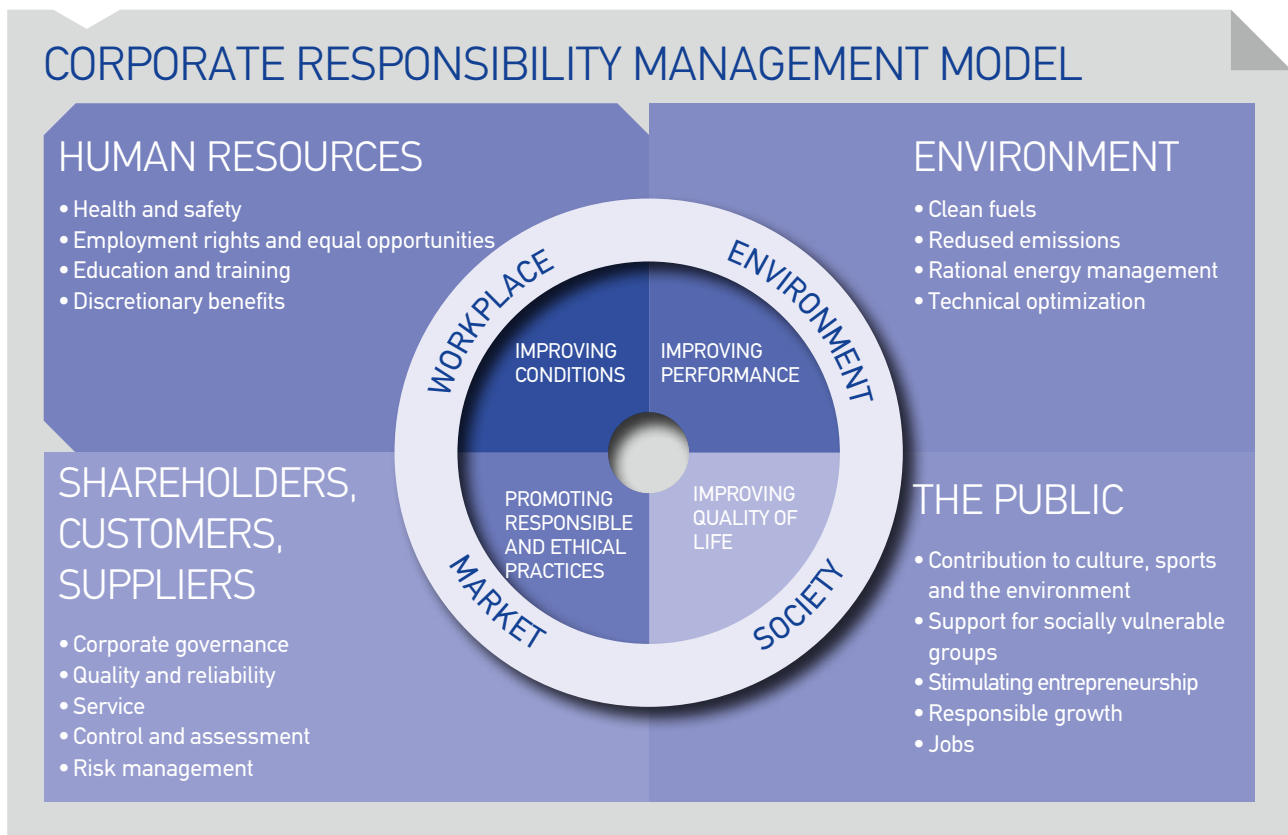 CORPORATE RESPONSIBILITY MANAGEMENT MODEL
HUMAN RESOURCES
• Health and safety
• Employment rights and equal opportunities
• Education and training
• Discretionary benefits
ENVIRONMENT
• Clean fuels
• Redused emissions
• Rational energy management
• Technical optimization
WORKPLACE
ENVIRONMENT
IMPROVING
CONDITIONS
IMPROVING
PERFORMANCE
PROMOTING
RESPONSIBLE
AND ETHICAL
PRACTICES
IMPROVING
QUALITY OF
LIFE
MARKET
SOCIETY
SHAREHOLDERS,
CUSTOMERS,
SUPPLIERS
• Corporate governance
• Quality and reliability
• Service
• Control and assessment
• Risk management
THE PUBLIC
• Contribution to culture, sports
and the environment
• Support for socially vulnerable
groups
• Stimulating entrepreneurship
• Responsible growth
• Jobs